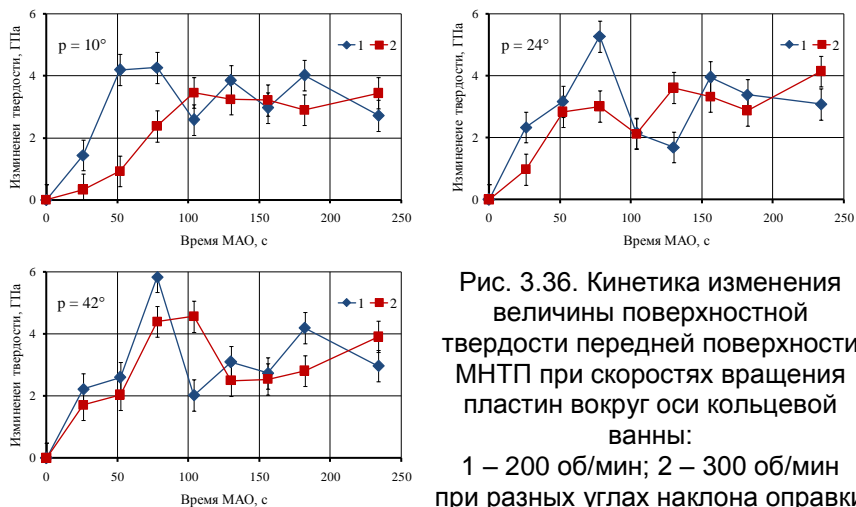 Изминенеи твердости, ГПа
6
4
2
0
p = 10°
1 2
0 50 100 150 200 250
Время МАО, с
Изминенеис твердости, ГПа
6
4
2
0
p = 24°
1 2
0 50 100 150 200 250
Время МАО, с
Изминенеи твердости, ГПа
6
4
2
0
p = 42°
1 2
0 50 100 150 200 250
Время МАО, с
Рис. 3.36. Кинетика изменения
величины поверхностной
твердости передней поверхности
МНТП при скоростях вращения
пластин вокруг оси кольцевой
ванны:
1 – 200 об/мин; 2 – 300 об/мин
при разных углах наклона оправки